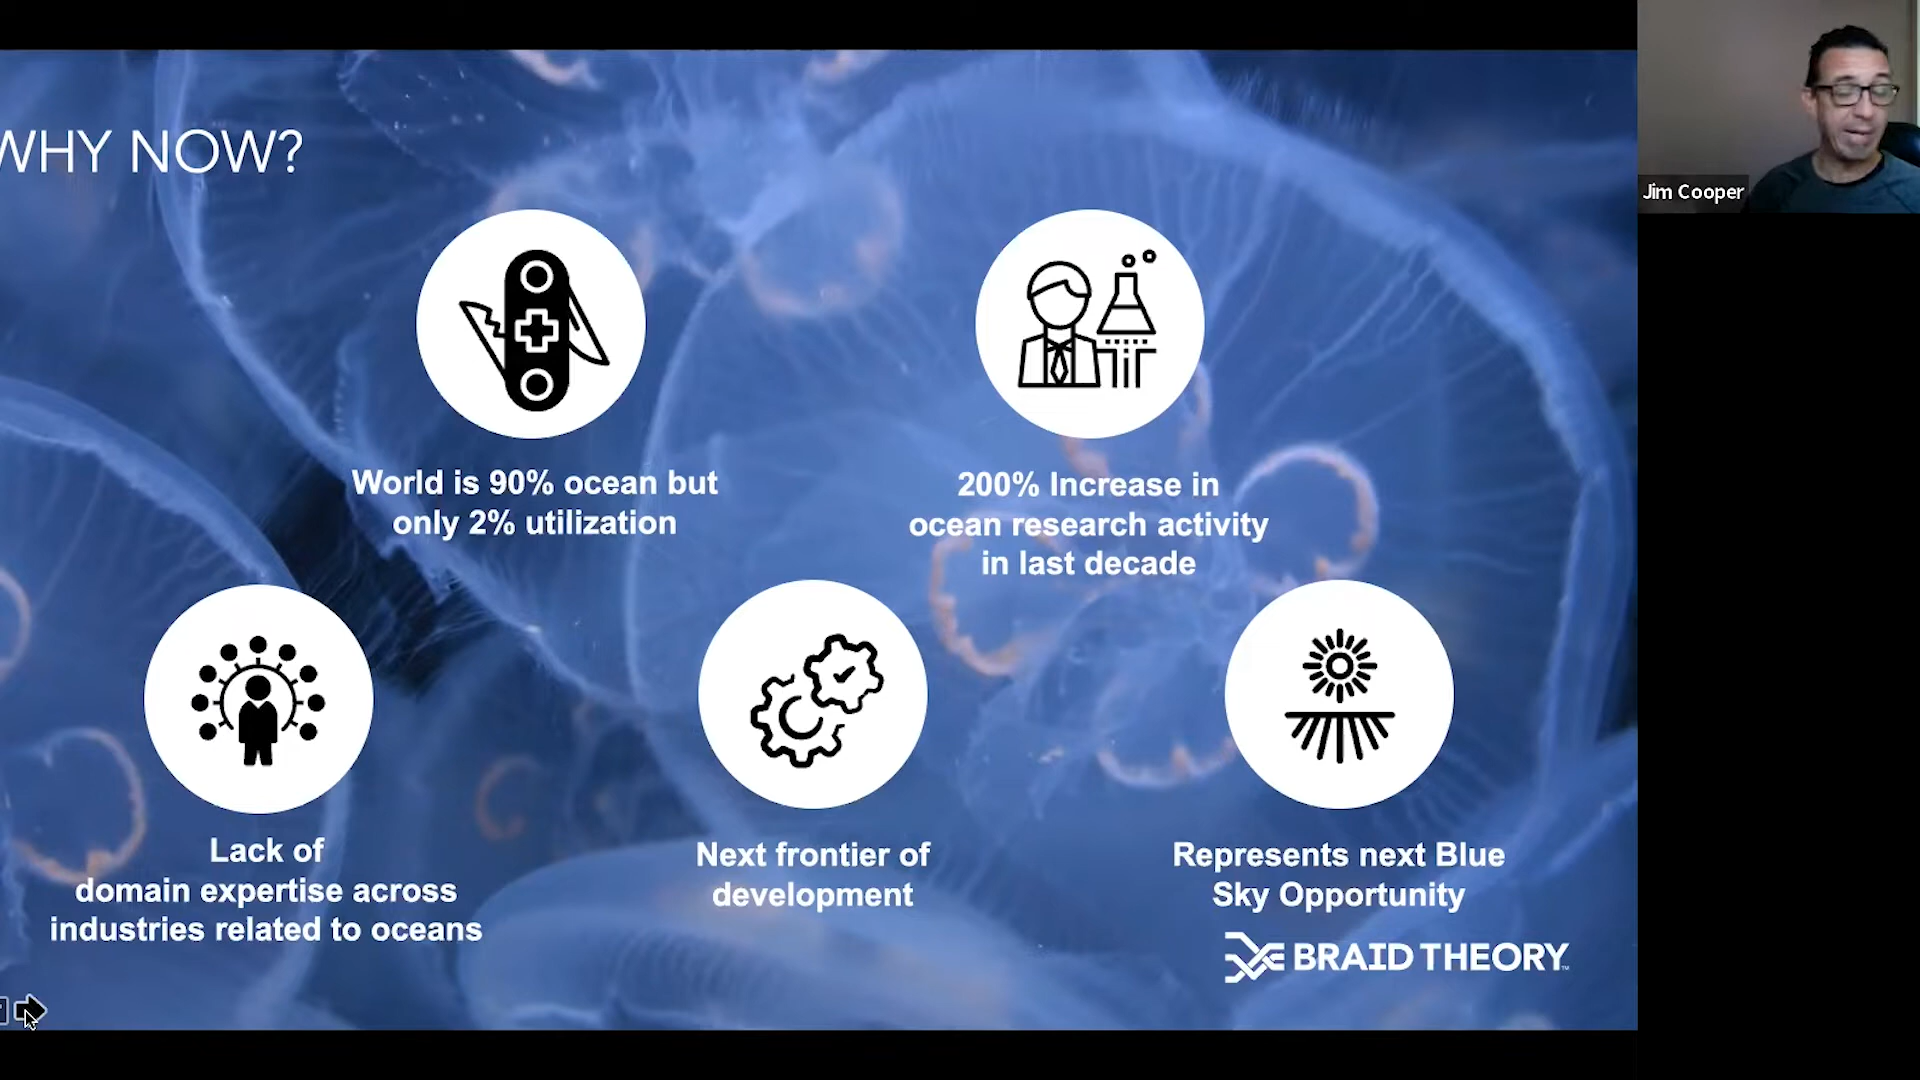 WHY NOW?
Jim Cooper
World is 90% ocean but
only 2% utilization
200% Increase in
ocean research activity
in last decade
Lack of
domain expertise across
industries related to oceans
Next frontier of
development
Represents next Blue
Sky Opportunity
BRAID THEORY™